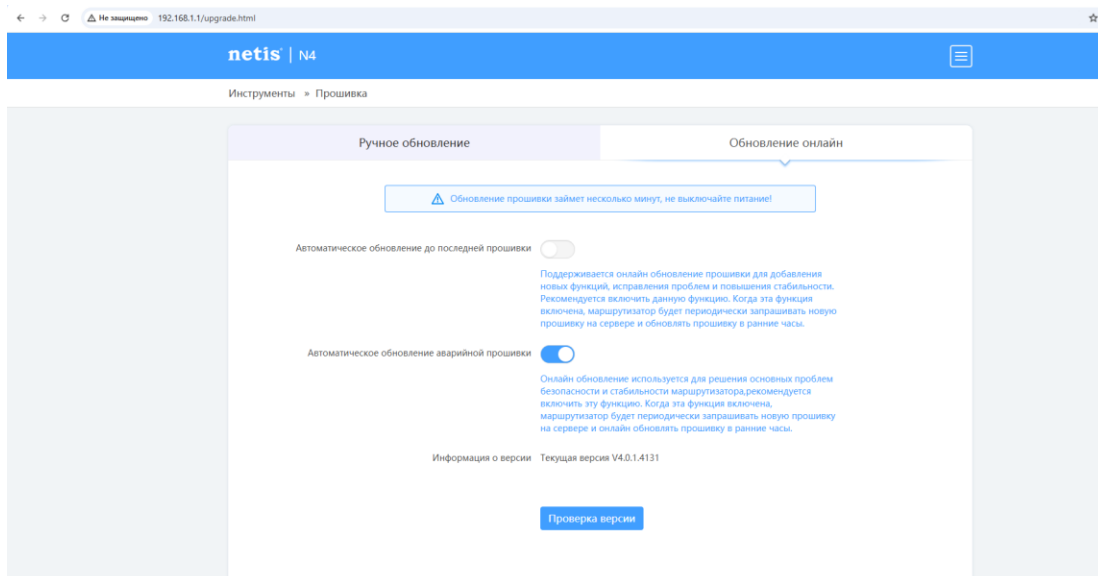 Не защищено 192.168.1.1/upgrade.html
netis | N4
Инструменты » Прошивка
Ручное обновление
Обновление онлайн
Обновление прошивки займет несколько минут, не выключайте питание!
Автоматическое обновление до последней прошивки
Поддерживается онлайн обновление прошивки для добавления
новых функций, исправления проблем и повышения стабильности.
Рекомендуется включить данную функцию. Когда эта функция
включена, маршрутизатор будет периодически запрашивать новую
прошивку на сервере и обновлять прошивку в ранние часы.
Автоматическое обновление аварийной прошивки
Онлайн обновление используется для решения основных проблем
безопасности и стабильности маршрутизатора,рекомендуется
включить эту функцию. Когда эта функция включена,
маршрутизатор будет периодически запрашивать новую прошивку
на сервере и онлайн обновлять прошивку в ранние часы.
Информация о версии Текущая версия V4.0.1.4131
Проверка версии